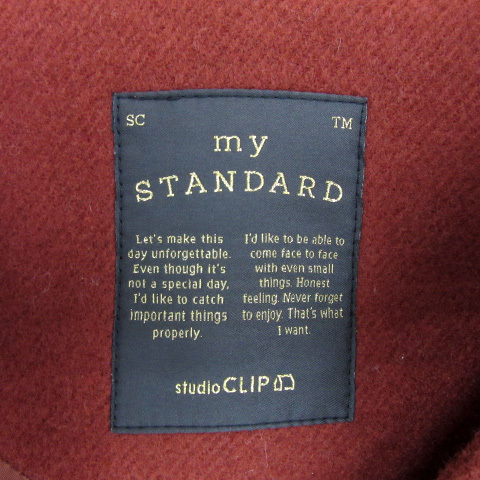 SC TM
my
STANDARD
Let's make this
day unforgettable.
Even though it's
not a special day,
I'd like to catch
important things
properly.
I'd like to be able to
come face to face
with even small
things. Honest
feeling. Never forget
to enjoy. That's what
I want.
studio CLIP